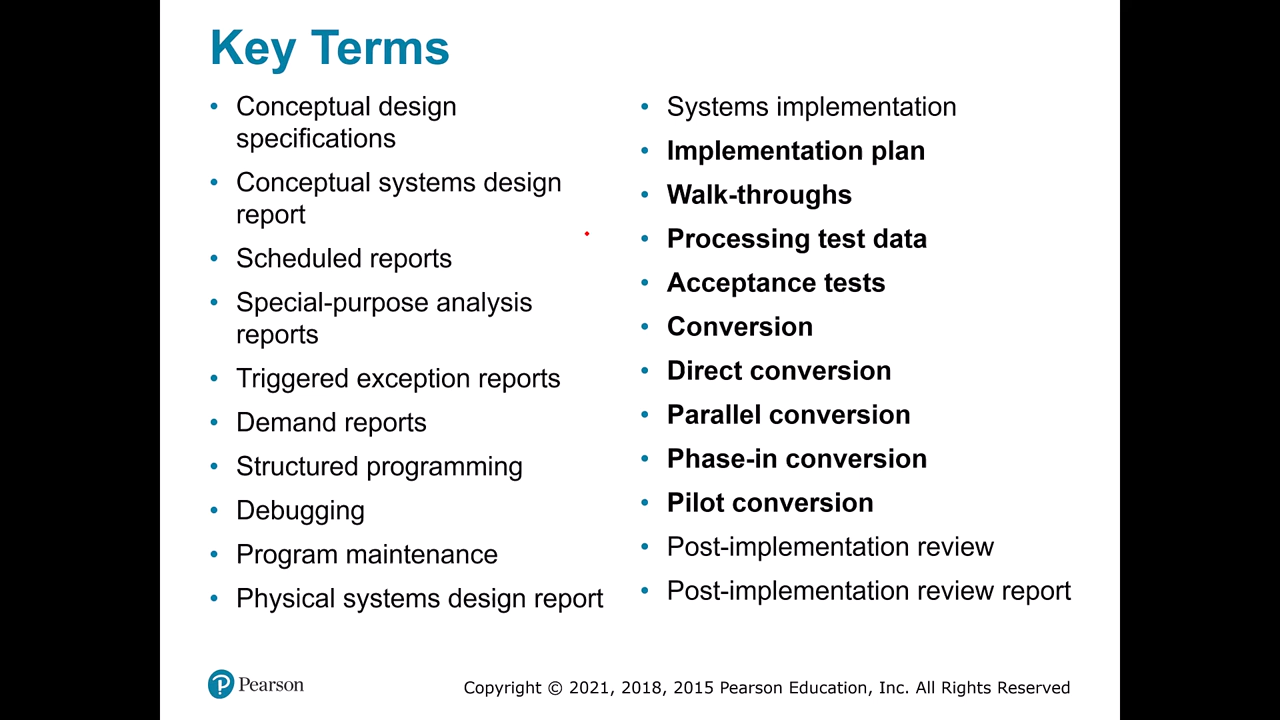 Key Terms
• Conceptual design
specifications
• Conceptual systems design
report
• Scheduled reports
• Special-purpose analysis
reports
• Triggered exception reports
• Demand reports
• Structured programming
• Debugging
• Program maintenance
• Physical systems design report
• Systems implementation
• Implementation plan
• Walk-throughs
• Processing test data
• Acceptance tests
• Conversion
• Direct conversion
• Parallel conversion
• Phase-in conversion
• Pilot conversion
• Post-implementation review
• Post-implementation review report
Pearson
Copyright © 2021, 2018, 2015 Pearson Education, Inc. All Rights Reserved